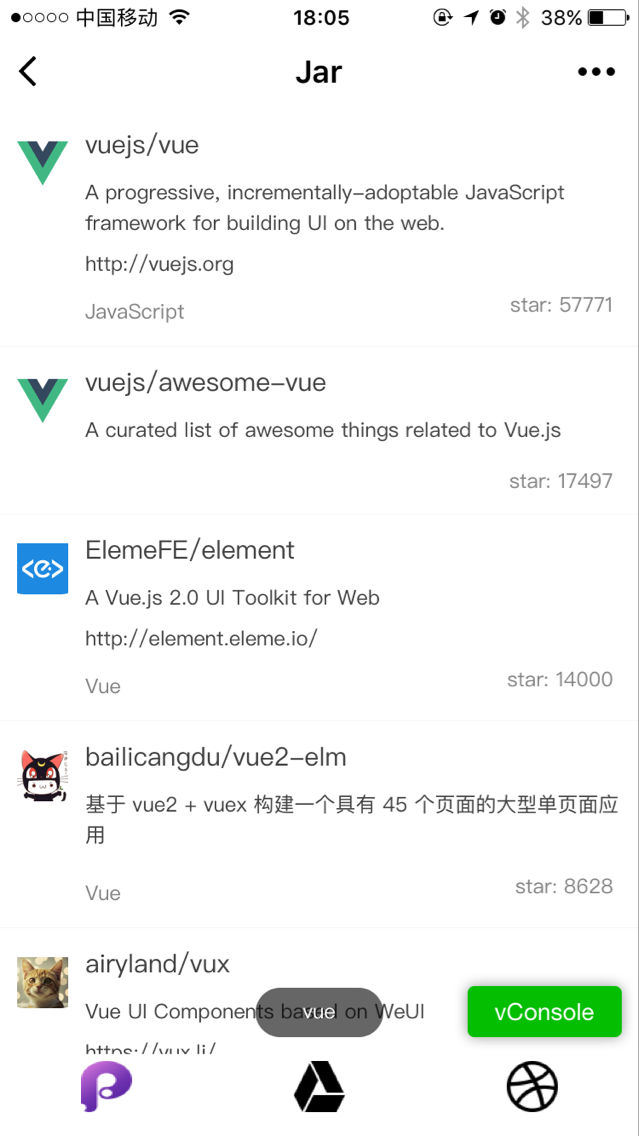 中国移动 18:05 38%
Jar
vuejs/vue
A progressive, incrementally-adoptable JavaScript
framework for building UI on the web.
http://vuejs.org
JavaScript star: 57771
vuejs/awesome-vue
A curated list of awesome things related to Vue.js
star: 17497
ElemeFE/element
A Vue.js 2.0 UI Toolkit for Web
http://element.eleme.io/
Vue star: 14000
bailicangdu/vue2-elm
基于 vue2 + vuex 构建一个具有 45 个页面的大型单页面应
用
Vue star: 8628
airyland/vux
Vue UI Components based on WeUI
vue
vConsole
https://vux.li/